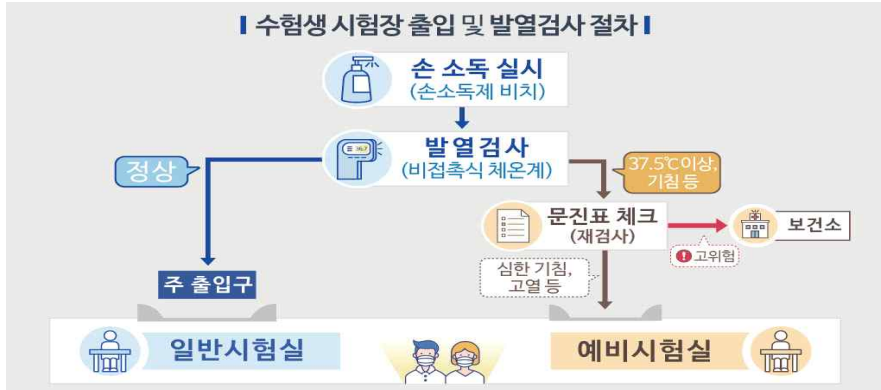 수험생 시험장 출입 및 발열검사 절차
손 소독 실시
(손소독제 비치)
발열검사
(비접촉식 체온계)
정상
37.5℃이상,
기침 등
문진표 체크
(재검사)
보건소
고위험
심한 기침,
고열 등
주 출입구
일반시험실
예비시험실